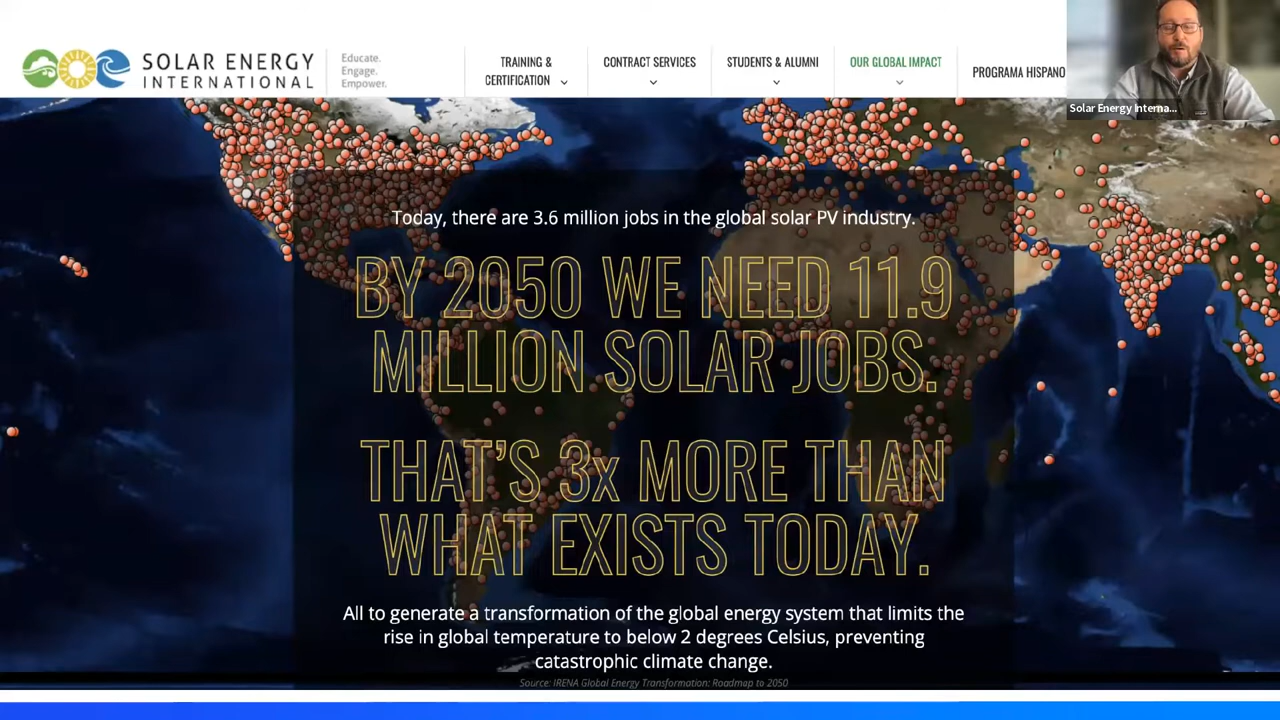 SOLAR ENERGY
INTERNATIONAL
Educate.
Engage.
Empower.
TRAINING &
CERTIFICATION
CONTRACT SERVICES
STUDENTS & ALUMNI
OUR GLOBAL IMPACT
PROGRAMA HISPANO
Solar Energy Interna...
Today, there are 3.6 million jobs in the global solar PV industry.
BY 2050 WE NEED 11.9
MILLION SOLAR JOBS.
THAT'S 3x MORE THAN
WHAT EXISTS TODAY.
All to generate a transformation of the global energy system that limits the
rise in global temperature to below 2 degrees Celsius, preventing
catastrophic climate change.
Source: IRENA Global Energy Transformation: Roadmap to 2050